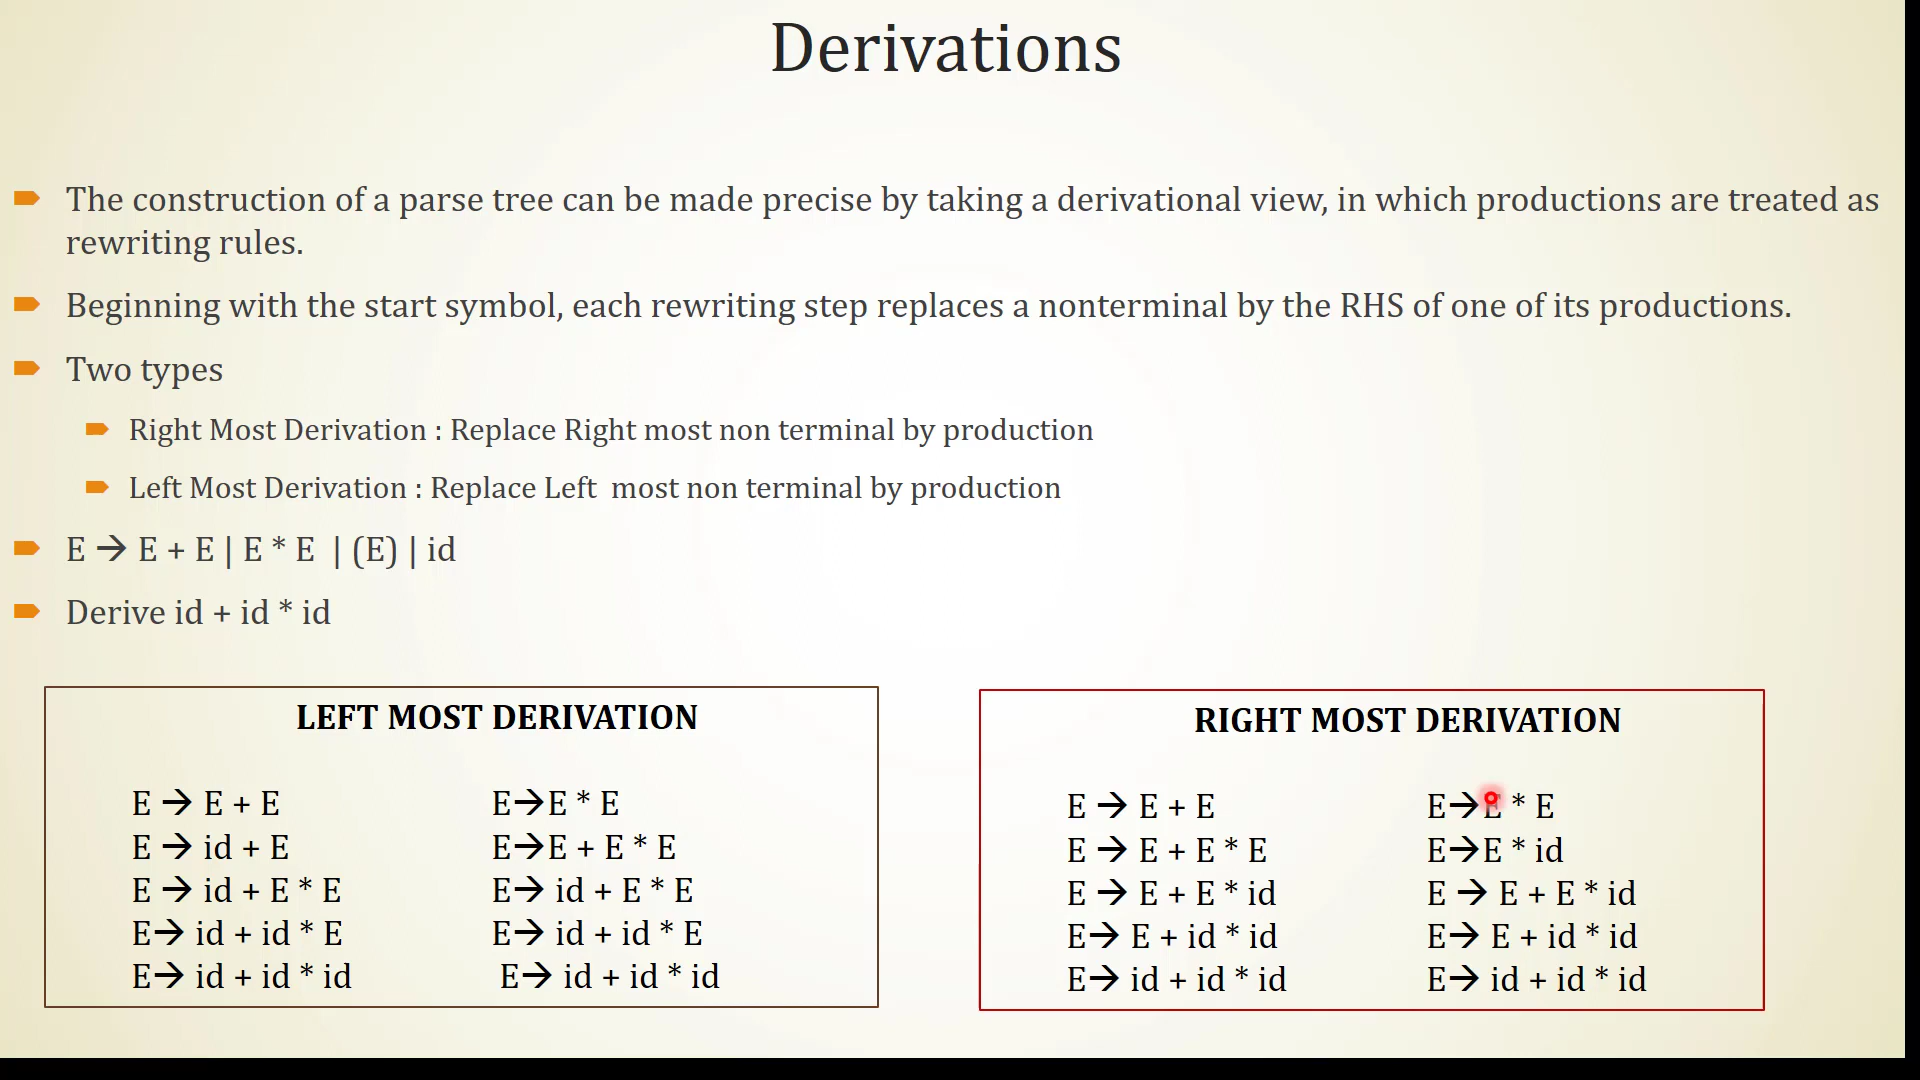 Derivations
The construction of a parse tree can be made precise by taking a derivational view, in which productions are treated as
rewriting rules.
Beginning with the start symbol, each rewriting step replaces a nonterminal by the RHS of one of its productions.
Two types
Right Most Derivation : Replace Right most non terminal by production
Left Most Derivation : Replace Left  most non terminal by production
E → E + E | E * E  | (E) | id
Derive id + id * id
LEFT MOST DERIVATION
E → E + E
E → id + E
E → id + E * E
E→ id + id * E
E→ id + id * id
E→E * E
E→E + E * E
E→ id + E * E
E→ id + id * E
E→ id + id * id
RIGHT MOST DERIVATION
E → E + E
E → E + E * E
E → E + E * id
E→ E + id * id
E→ id + id * id
E→E * E
E→E * id
E → E + E * id
E→ E + id * id
E→ id + id * id